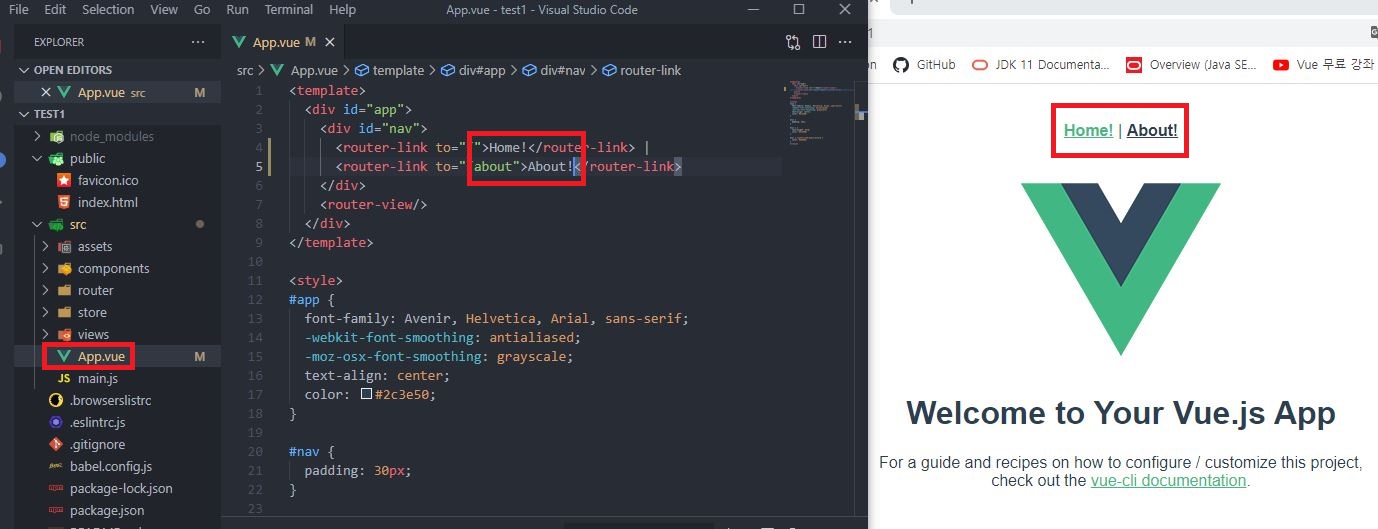 File Edit Selection View Go Run Terminal Help
App.vue - test1 - Visual Studio Code
EXPLORER
OPEN EDITORS
App.vue src M
TEST1
node_modules
public
favicon.ico
index.html
src
assets
components
router
store
views
App.vue M
JS main.js
.browserslistrc
.eslintrc.js
.gitignore
babel.config.js
package-lock.json
package.json
App.vue M
src > App.vue > template > div#app > div#nav > router-link
1 <template>
2 <div id="app">
3 <div id="nav">
4 <router-link to="/">Home!</router-link> |
5 <router-link to="/about">About!</router-link>
6 </div>
7 <router-view/>
8 </div>
9 </template>
10
11 <style>
12 #app {
13 font-family: Avenir, Helvetica, Arial, sans-serif;
14 -webkit-font-smoothing: antialiased;
15 -moz-osx-font-smoothing: grayscale;
16 text-align: center;
17 color: #2c3e50;
18 }
19
20 #nav {
21 padding: 30px;
22 }
23
GitHub
JDK 11 Documenta...
Overview (Java SE...
Vue 무료 강좌
Home! | About!
Welcome to Your Vue.js App
For a guide and recipes on how to configure / customize this project,
check out the vue-cli documentation.